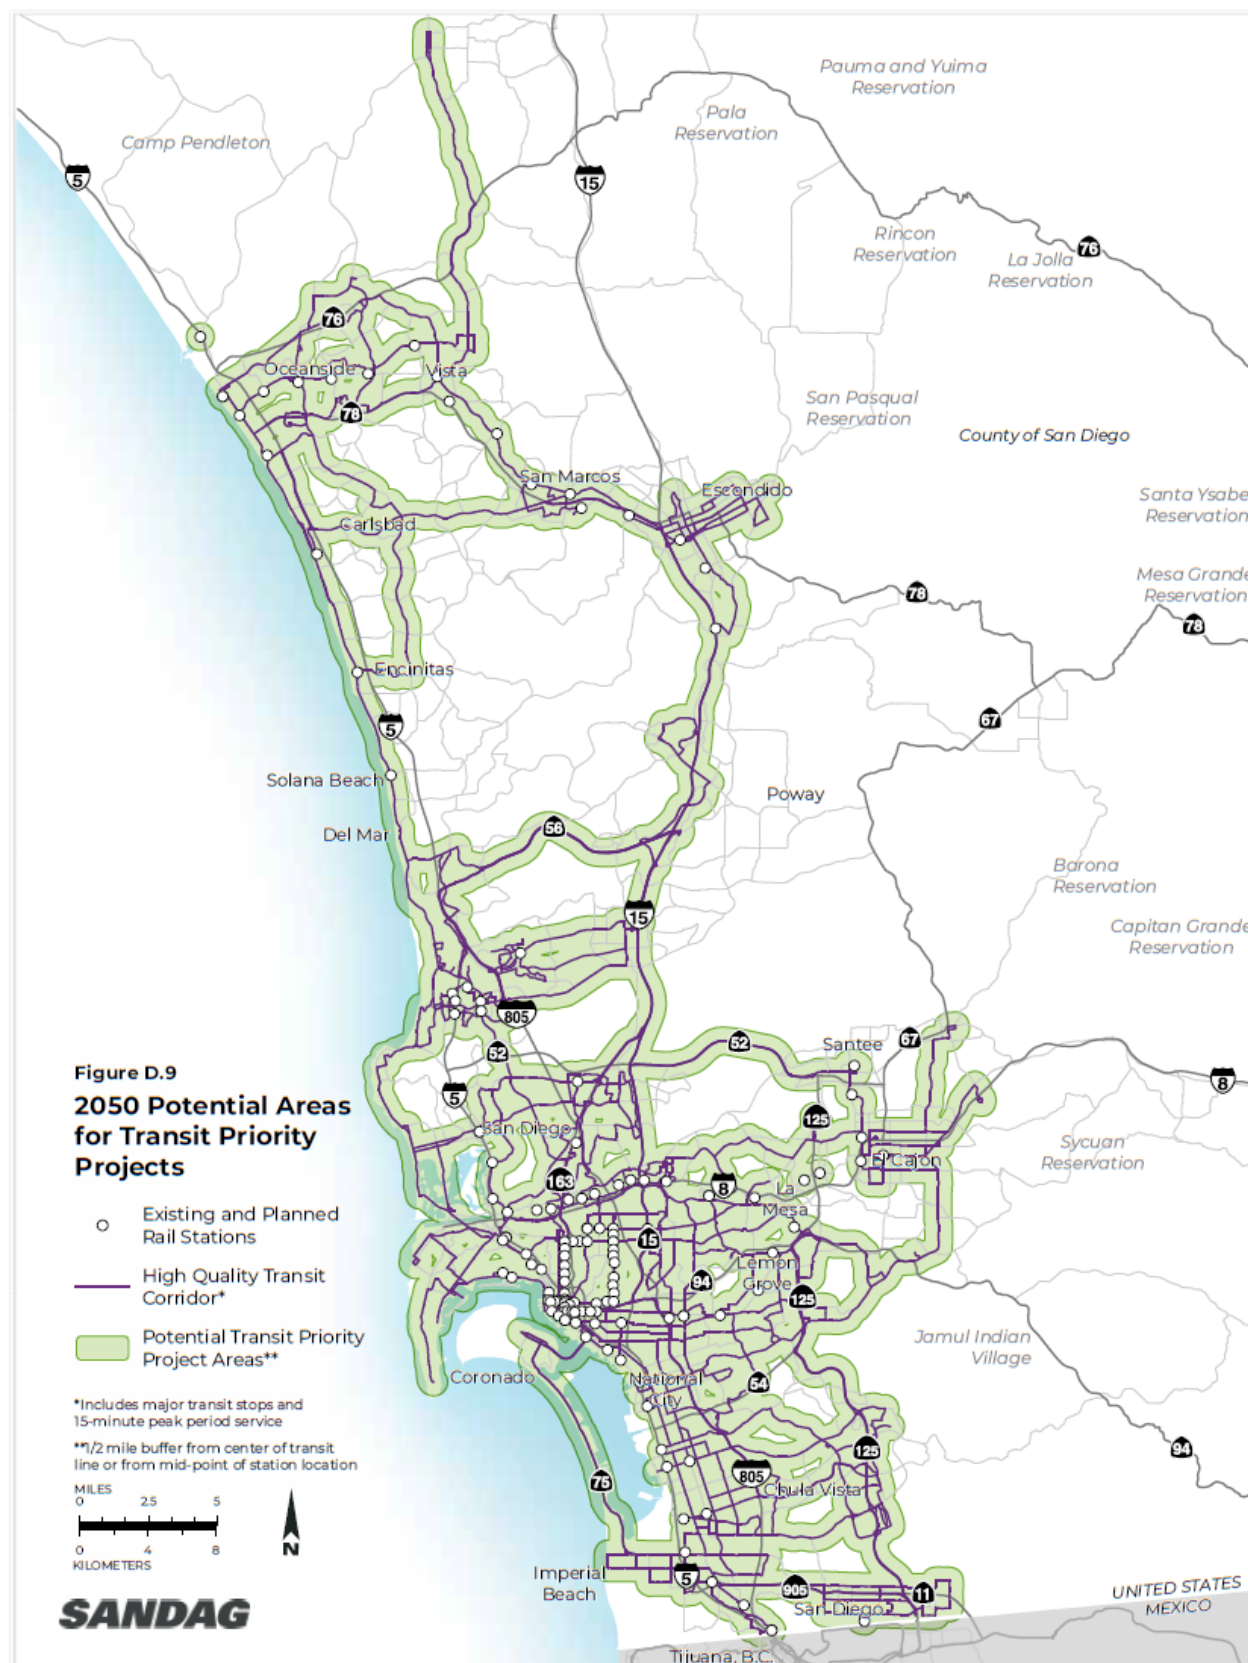 Pauma and Yuima
Reservation
Pala
Reservation
Camp Pendleton
5
15
Rincon
Reservation
La Jolla
Reservation
76
76
Oceanside
Vista
78
San Pasqual
Reservation
County of San Diego
San Marcos
Escondido
Santa Ysabe
Reservation
Carlsbad
Mesa Grande
Reservation
78
78
Encinitas
67
5
Solana Beach
Poway
Del Mar
56
Barona
Reservation
15
Capitan Grande
Reservation
805
52
52
Santee
67
8
5
125
San Diego
Sycuan
Reservation
El Cajon
163
8
La
Mesa
15
Lemon
Grove
94
125
Jamul Indian
Village
Coronado
National
City
54
125
94
805
Chula Vista
75
Imperial
Beach
5
905
11
San Diego
UNITED STATES
MEXICO
Tijuana, B.C.
Figure D.9
2050 Potential Areas
for Transit Priority
Projects
Existing and Planned
Rail Stations
High Quality Transit
Corridor*
Potential Transit Priority
Project Areas**
*Includes major transit stops and
15-minute peak period service
**1/2 mile buffer from center of transit
line or from mid-point of station location
MILES
0 2.5 5
0 4 8
KILOMETERS
N
SANDAG